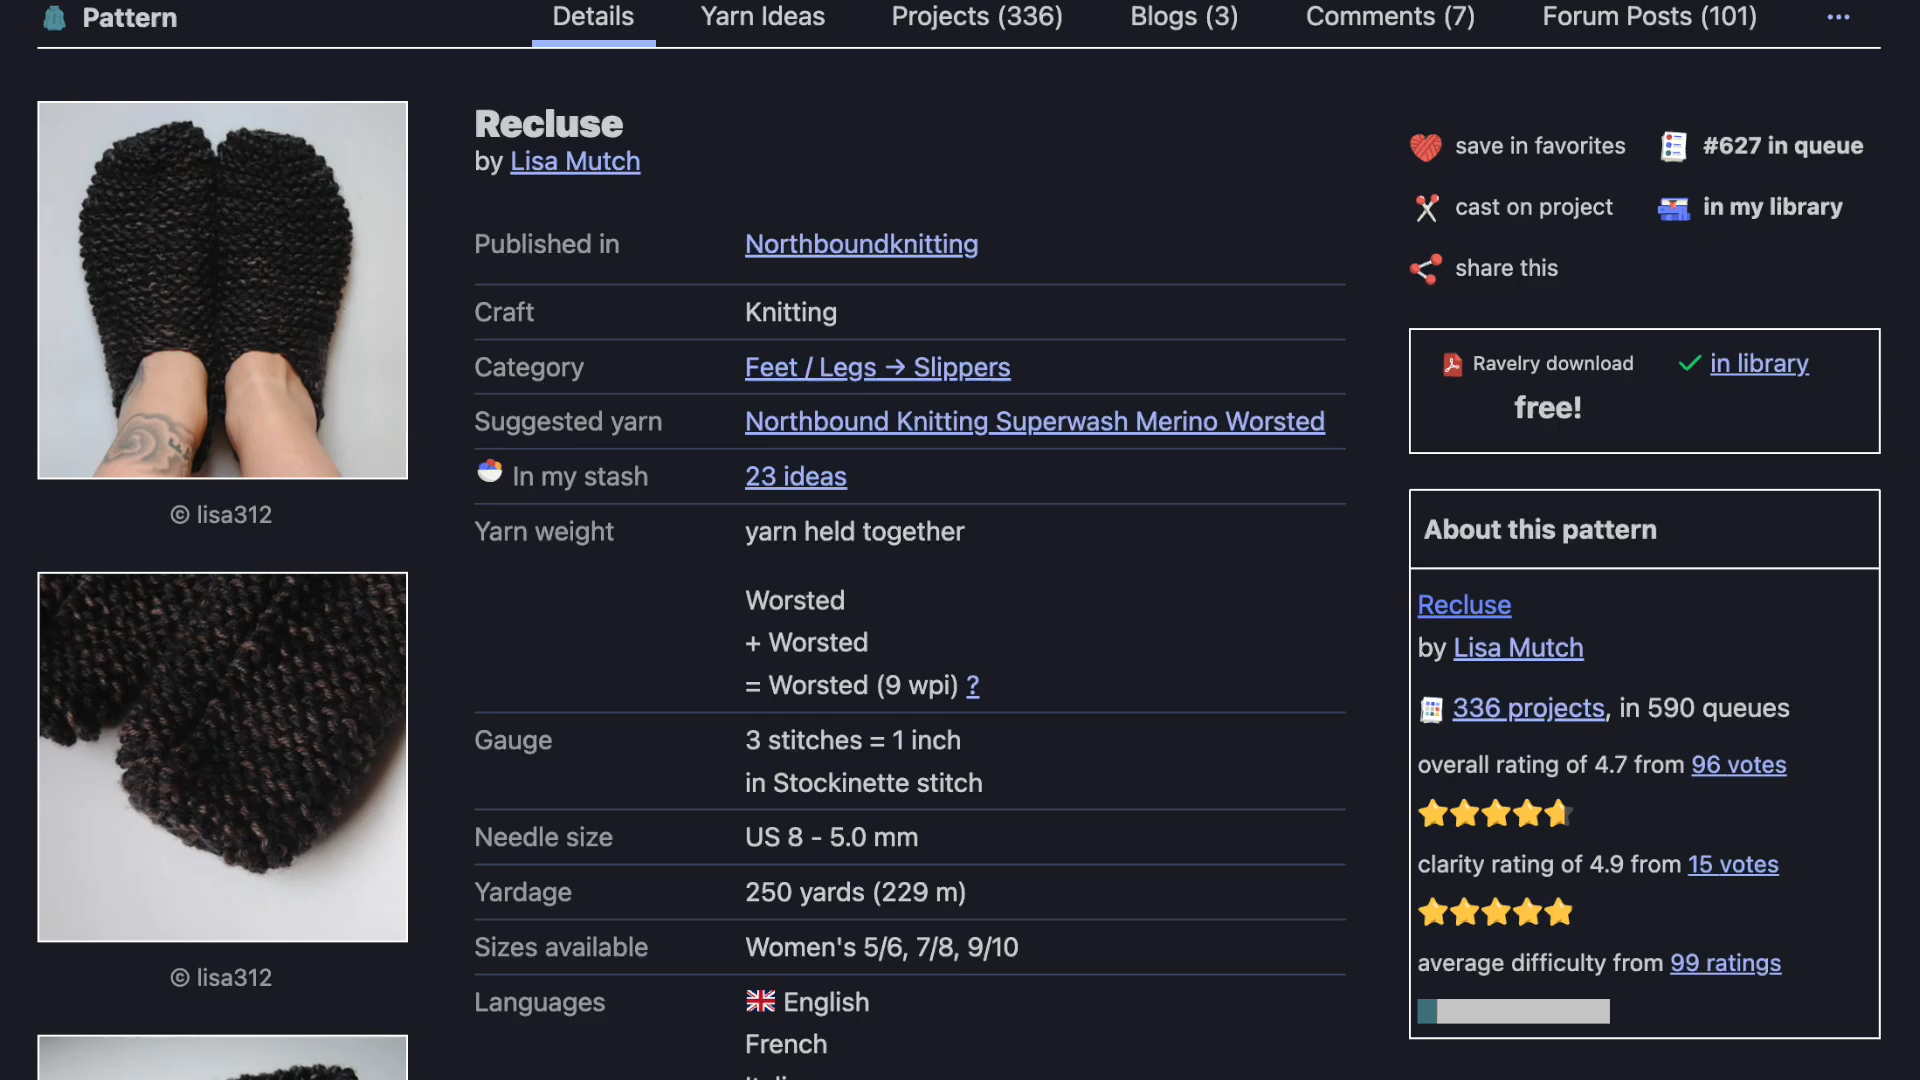 Pattern
Details
Yarn Ideas
Projects (336)
Blogs (3)
Comments (7)
Forum Posts (101)
Recluse
by Lisa Mutch
Published in Northboundknitting
Craft Knitting
Category Feet / Legs → Slippers
Suggested yarn Northbound Knitting Superwash Merino Worsted
In my stash 23 ideas
Yarn weight yarn held together
Worsted
+ Worsted
= Worsted (9 wpi) ?
Gauge 3 stitches = 1 inch
in Stockinette stitch
Needle size US 8 - 5.0 mm
Yardage 250 yards (229 m)
Sizes available Women's 5/6, 7/8, 9/10
Languages English
French
© lisa312
© lisa312
save in favorites
#627 in queue
cast on project
in my library
share this
Ravelry download
in library
free!
About this pattern
Recluse
by Lisa Mutch
336 projects, in 590 queues
overall rating of 4.7 from 96 votes
clarity rating of 4.9 from 15 votes
average difficulty from 99 ratings